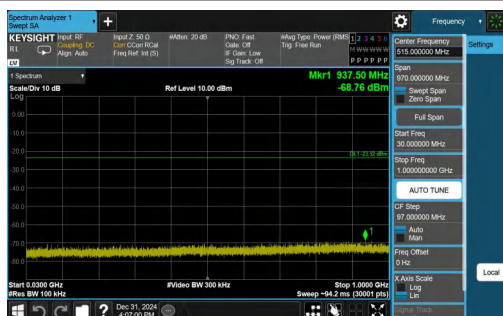 Spectrum Analyzer 1
Swept SA
Frequency
KEYSIGHT
Input: RF
Coupling: DC
Align: Auto
Input Z: 50 Ω
Corr CCorr RCal
Freq Ref: Int (S)
#Atten: 20 dB
PNO: Fast
Gate: Off
IF Gain: Low
Sig Track: Off
#Avg Type: Power (RMS
Trig: Free Run
1 2 3 4 5 6
M W W W W W
P P P P P P
LV
1 Spectrum
Scale/Div 10 dB
Ref Level 10.00 dBm
Mkr1 937.50 MHz
-68.76 dBm
Log
0.00
-10.0
-20.0
-30.0
-40.0
-50.0
-60.0
-70.0
-80.0
1
Start 0.0300 GHz
#Res BW 100 kHz
#Video BW 300 kHz
Stop 1.0000 GHz
Sweep ~94.2 ms (30001 pts)
Dec 31, 2024
4:07:00 PM
Center Frequency
515.000000 MHz
Settings
Span
970.000000 MHz
Swept Span
Zero Span
Full Span
Start Freq
30.000000 MHz
Stop Freq
1.000000000 GHz
AUTO TUNE
CF Step
97.000000 MHz
Auto
Man
Freq Offset
0 Hz
X Axis Scale
Log
Lin
Signal Track
Local